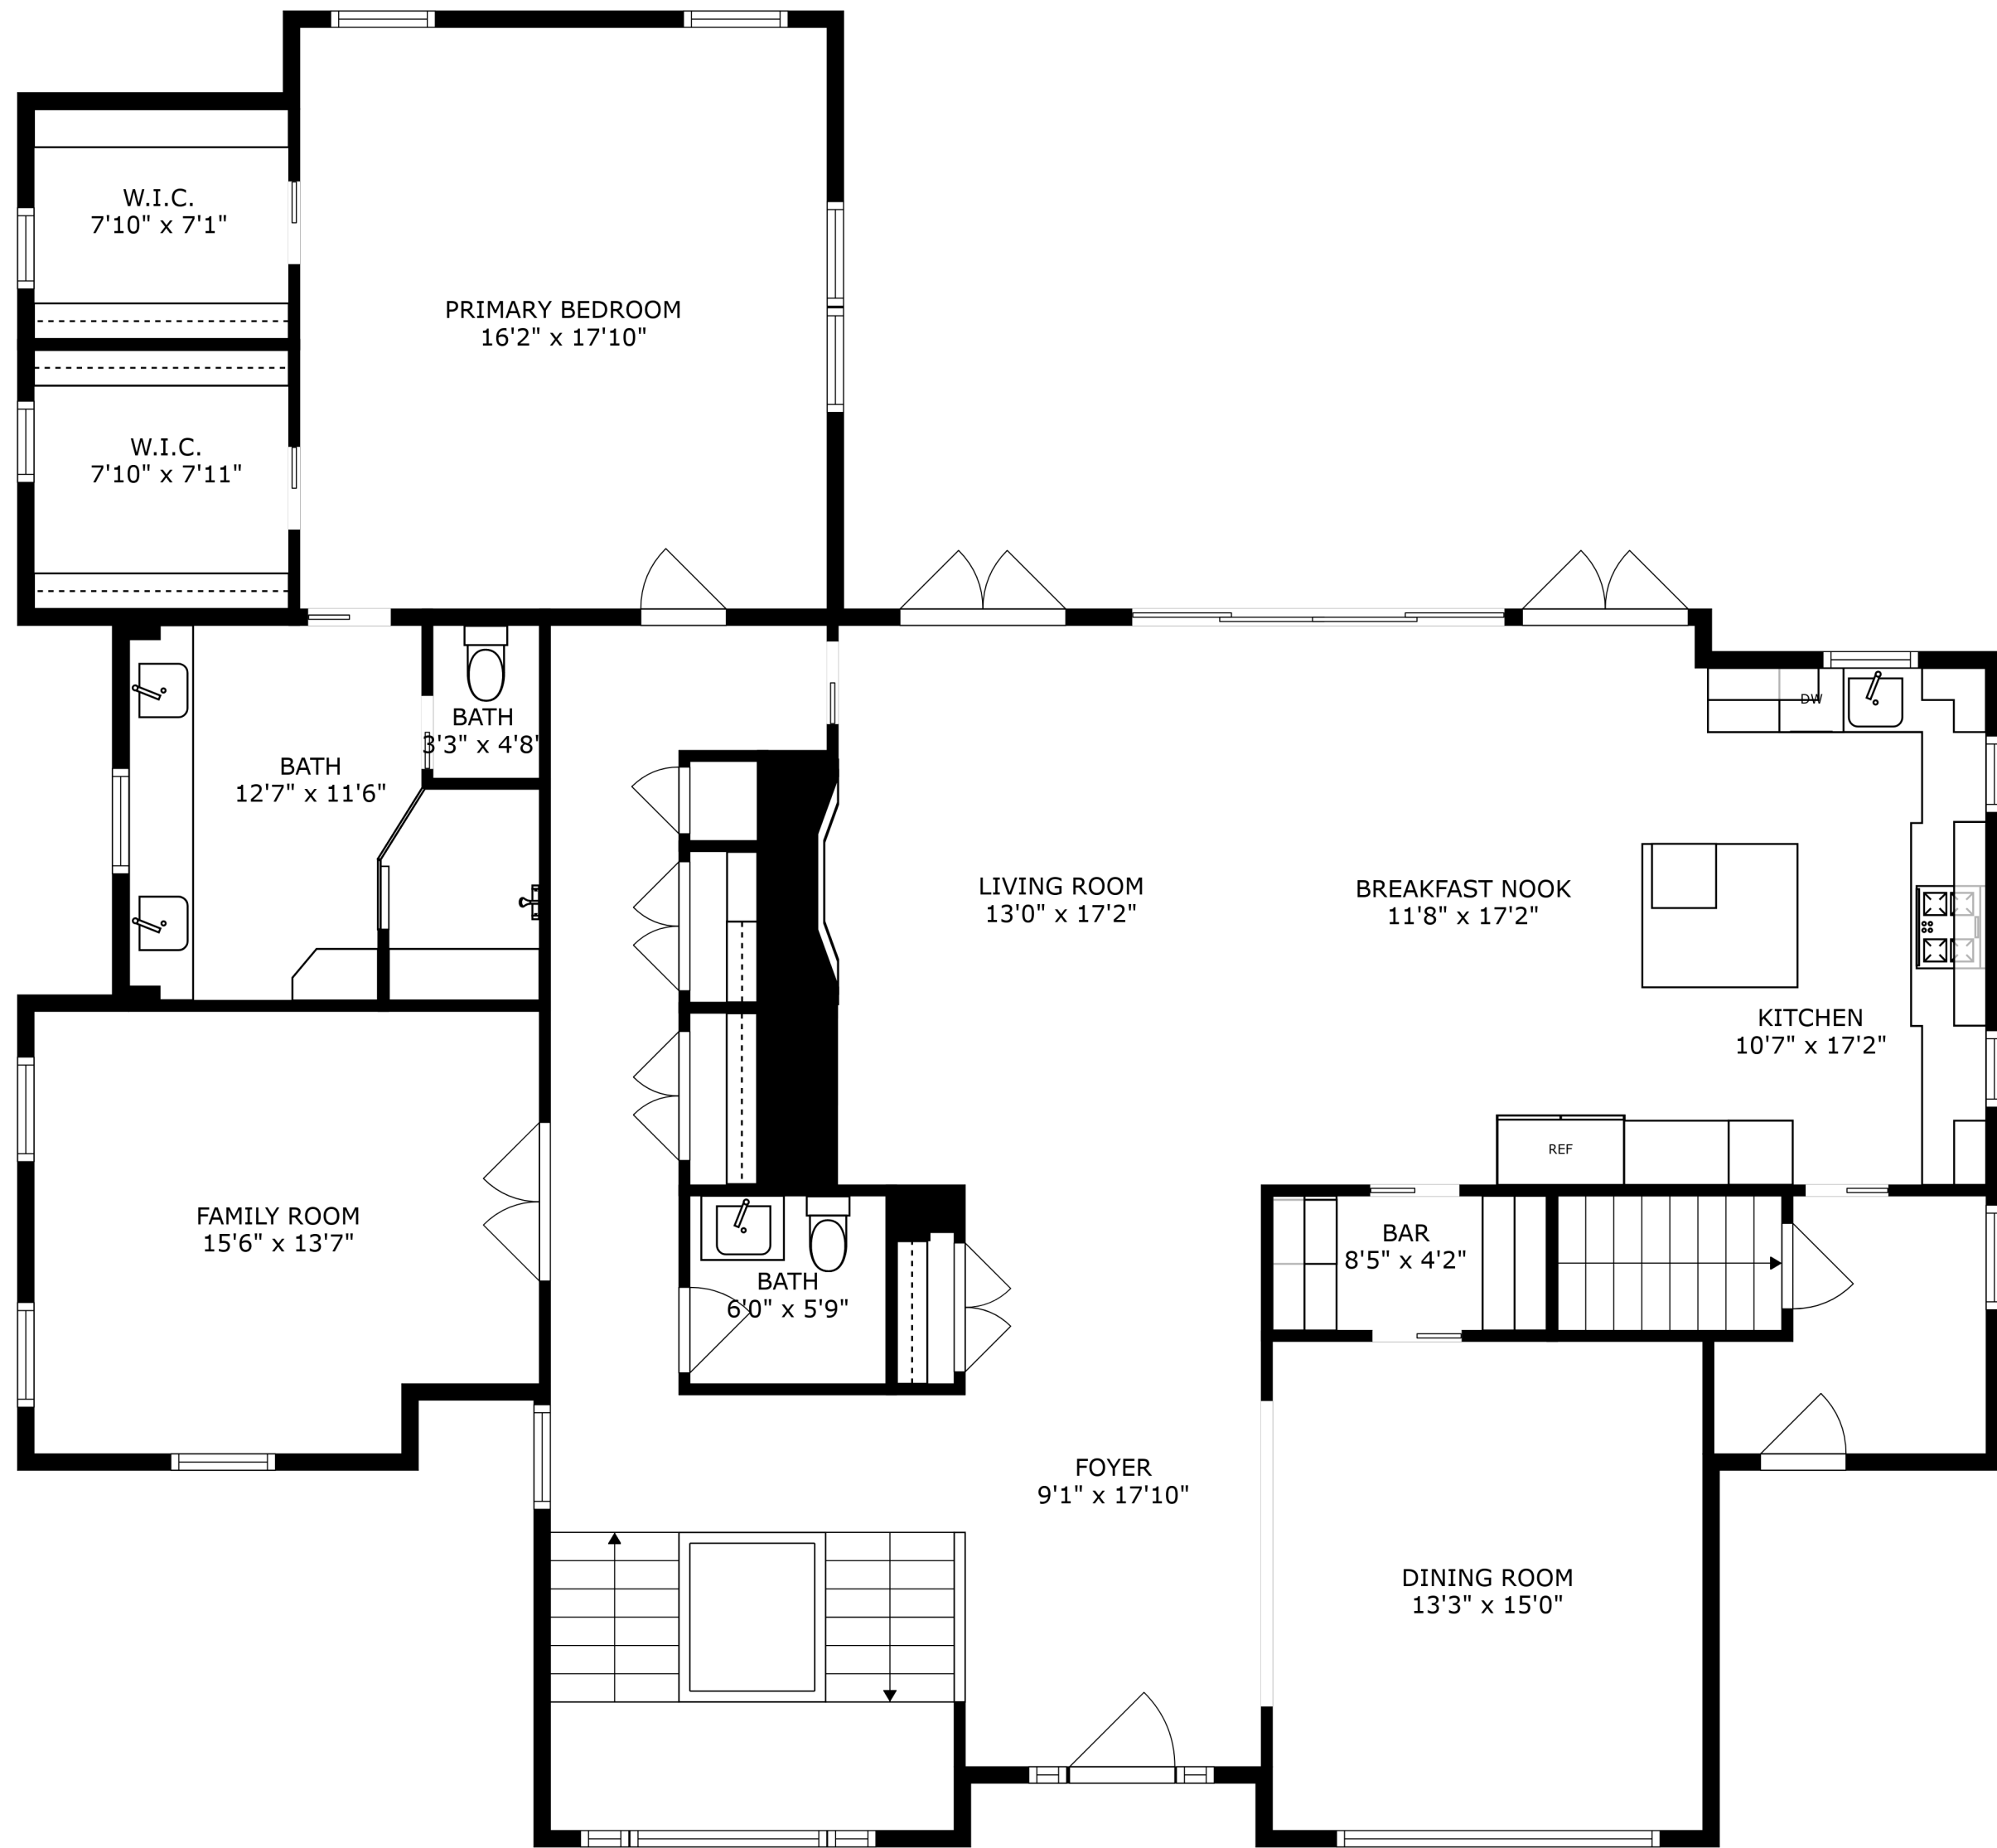 W.I.C.
7'10" x 7'1"
PRIMARY BEDROOM
16'2" x 17'10"
W.I.C.
7'10" x 7'11"
BATH
3'3" x 4'8"
BATH
12'7" x 11'6"
DW
LIVING ROOM
13'0" x 17'2"
BREAKFAST NOOK
11'8" x 17'2"
KITCHEN
10'7" x 17'2"
REF
FAMILY ROOM
15'6" x 13'7"
BAR
8'5" x 4'2"
BATH
6'0" x 5'9"
FOYER
9'1" x 17'10"
DINING ROOM
13'3" x 15'0"